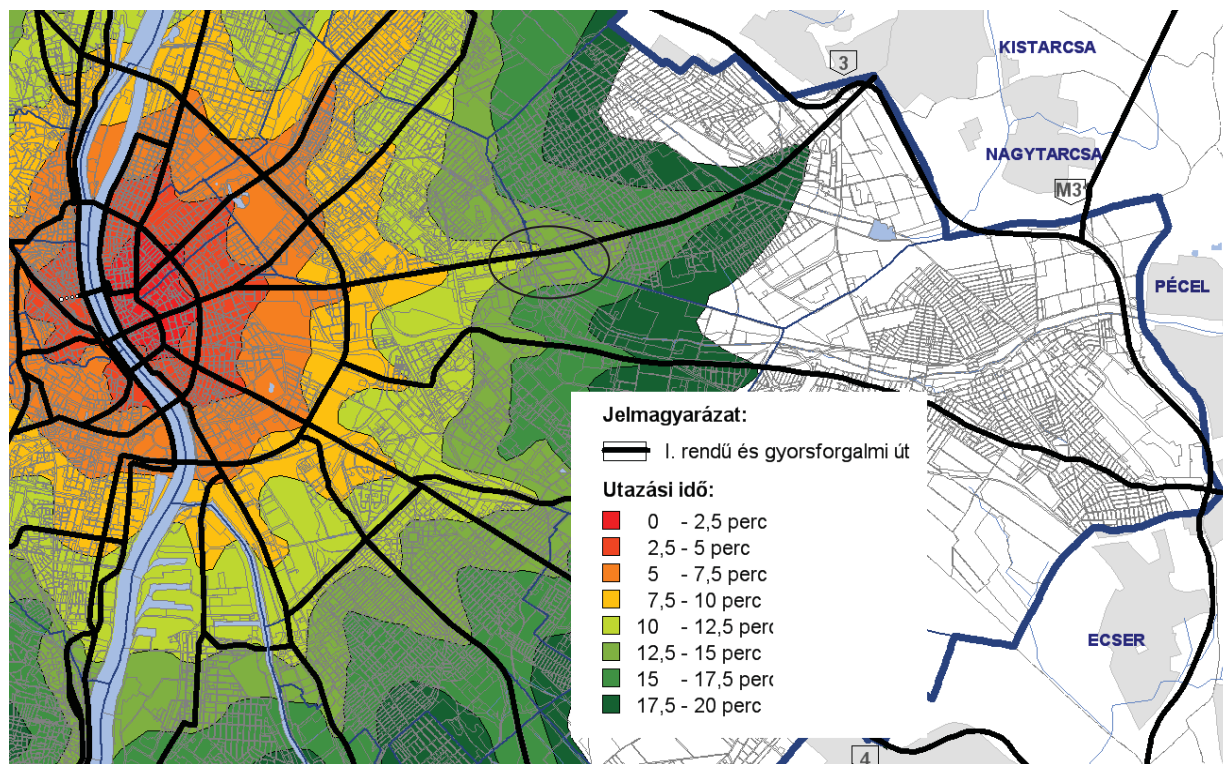 KISTARCSA
3
NAGYTARCSA
M3
PÉCEL
Jelmagyarázat:
I. rendű és gyorsforgalmi út
Utazási idő:
0 - 2,5 perc
2,5 - 5 perc
5 - 7,5 perc
7,5 - 10 perc
10 - 12,5 perc
12,5 - 15 perc
15 - 17,5 perc
17,5 - 20 perc
ECSER
4